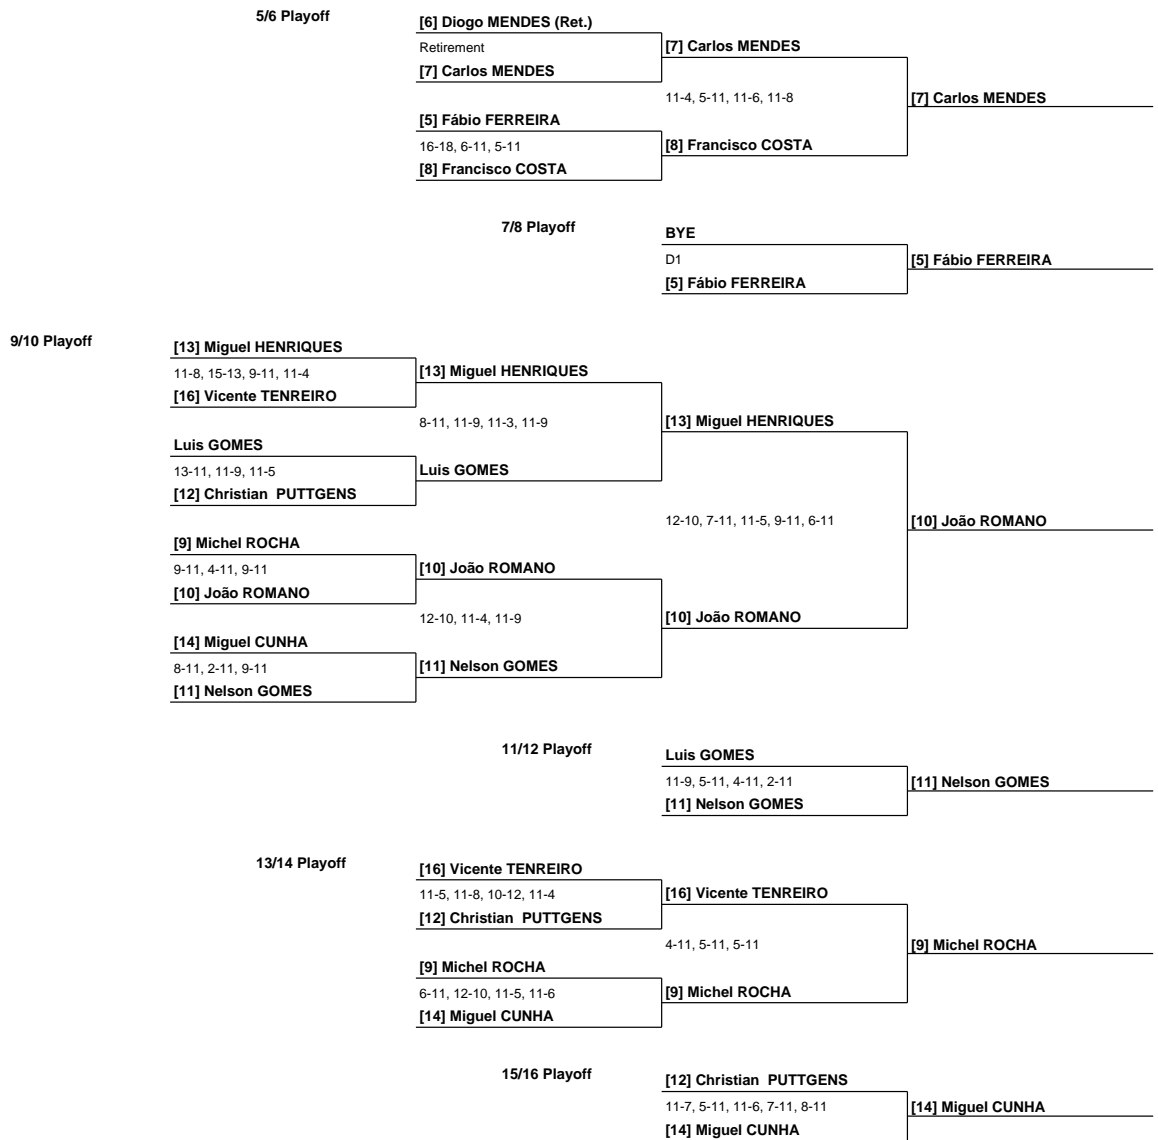 5/6 Playoff
[6] Diogo MENDES (Ret.)
Retirement
[7] Carlos MENDES
[7] Carlos MENDES
11-4, 5-11, 11-6, 11-8
[7] Carlos MENDES
[5] Fábio FERREIRA
16-18, 6-11, 5-11
[8] Francisco COSTA
[8] Francisco COSTA
7/8 Playoff
BYE
D1
[5] Fábio FERREIRA
[5] Fábio FERREIRA
9/10 Playoff
[13] Miguel HENRIQUES
11-8, 15-13, 9-11, 11-4
[16] Vicente TENREIRO
[13] Miguel HENRIQUES
8-11, 11-9, 11-3, 11-9
[13] Miguel HENRIQUES
Luis GOMES
13-11, 11-9, 11-5
[12] Christian  PUTTGENS
Luis GOMES
12-10, 7-11, 11-5, 9-11, 6-11
[10] João ROMANO
[9] Michel ROCHA
9-11, 4-11, 9-11
[10] João ROMANO
[10] João ROMANO
12-10, 11-4, 11-9
[10] João ROMANO
[14] Miguel CUNHA
8-11, 2-11, 9-11
[11] Nelson GOMES
[11] Nelson GOMES
11/12 Playoff
Luis GOMES
11-9, 5-11, 4-11, 2-11
[11] Nelson GOMES
[11] Nelson GOMES
13/14 Playoff
[16] Vicente TENREIRO
11-5, 11-8, 10-12, 11-4
[12] Christian  PUTTGENS
[16] Vicente TENREIRO
4-11, 5-11, 5-11
[9] Michel ROCHA
[9] Michel ROCHA
6-11, 12-10, 11-5, 11-6
[14] Miguel CUNHA
[9] Michel ROCHA
15/16 Playoff
[12] Christian  PUTTGENS
11-7, 5-11, 11-6, 7-11, 8-11
[14] Miguel CUNHA
[14] Miguel CUNHA